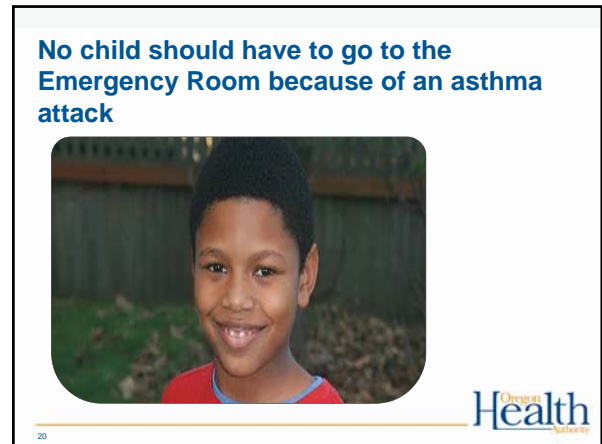 No child should have to go to the
Emergency Room because of an asthma
attack
20
Oregon
Health
Authority